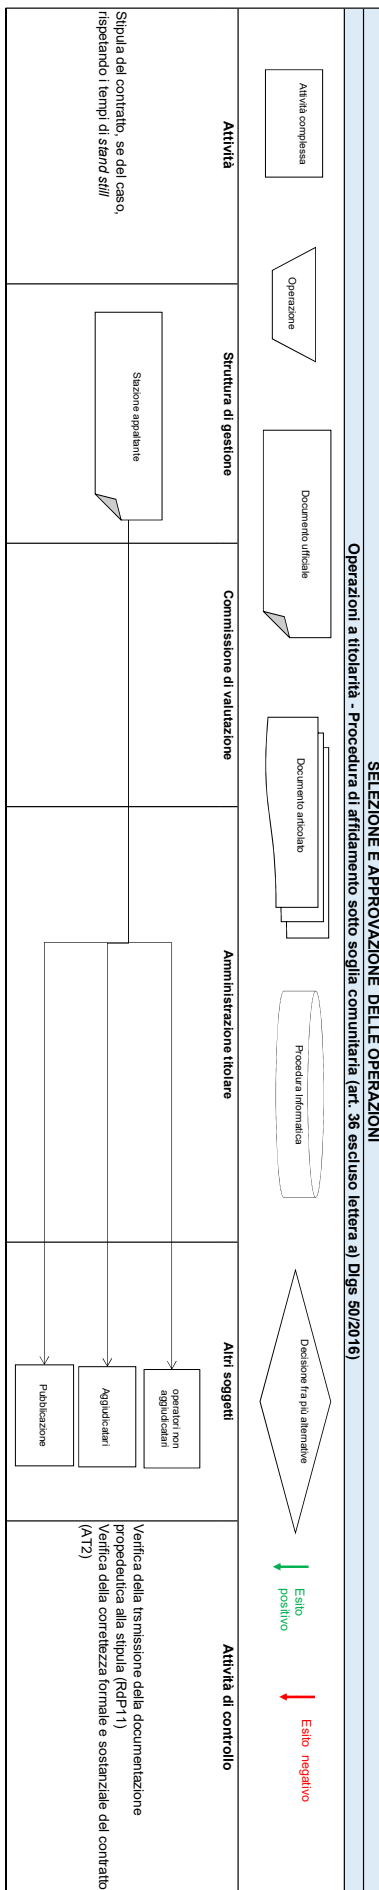 SELEZIONE E APPROVAZIONE DELLE OPERAZIONI
Operazioni a titolarità - Procedura di affidamento sotto soglia comunitaria (art. 36 escluso lettera a) Dlgs 50/2016)
Attività complessa
Operazione
Documento ufficiale
Documento articolato
Procedura Informatica
Decisione fra più alternative
Esito
positivo
Esito negativo
Attività
Struttura di gestione
Commissione di valutazione
Amministrazione titolare
Altri soggetti
Attività di controllo
Stipula del contratto, se del caso,
rispetando i tempi di stand still
Stazione appaltante
operatori non
aggiudicatari
Aggiudicatari
Pubblicazione
Verifica della trsmissione della documentazione
propedeutica alla stipula (RdP11)
Verifica della correttezza formale e sostanziale del contratto
(AT2)